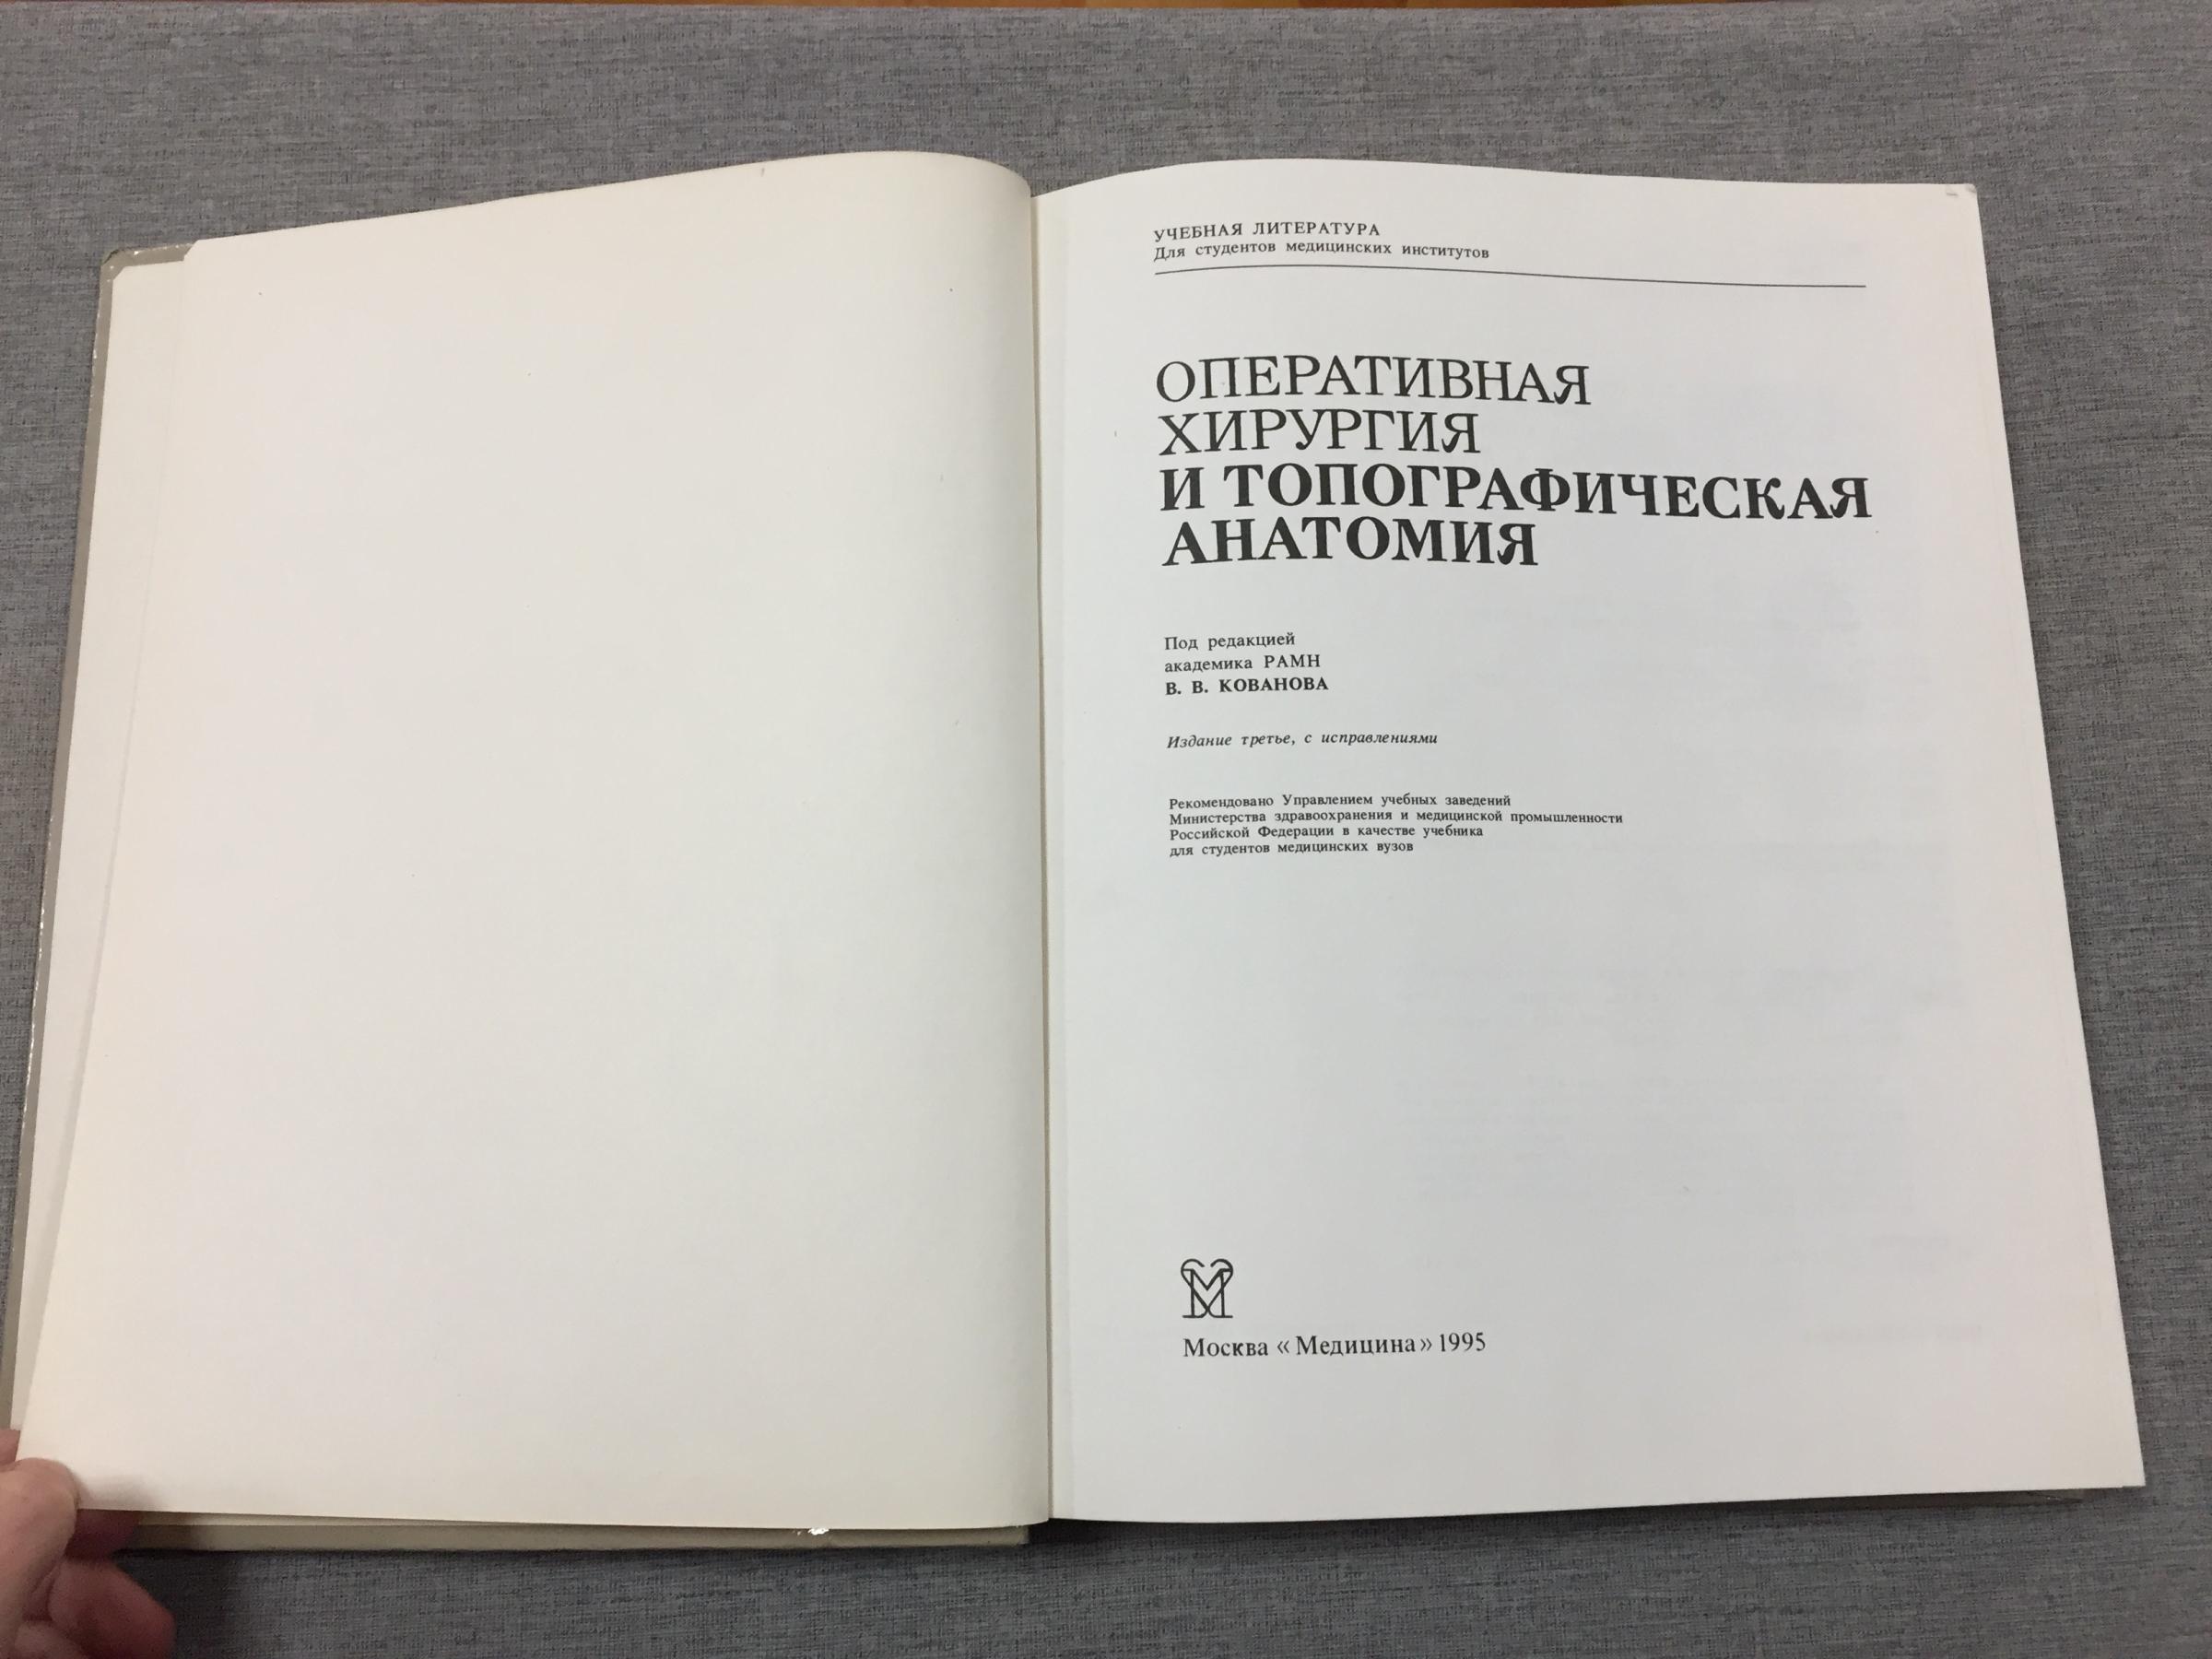 УЧЕБНАЯ ЛИТЕРАТУРА
Для студентов медицинских институтов
ОПЕРАТИВНАЯ
ХИРУРГИЯ
И ТОПОГРАФИЧЕСКАЯ
АНАТОМИЯ
Под редакцией
академика РАМН
В. В. КОВАНОВА
Издание третье, с исправлениями
Рекомендовано Управлением учебных заведений
Министерства здравоохранения и медицинской промышленности
Российской Федерации в качестве учебника
для студентов медицинских вузов
Москва «Медицина» 1995